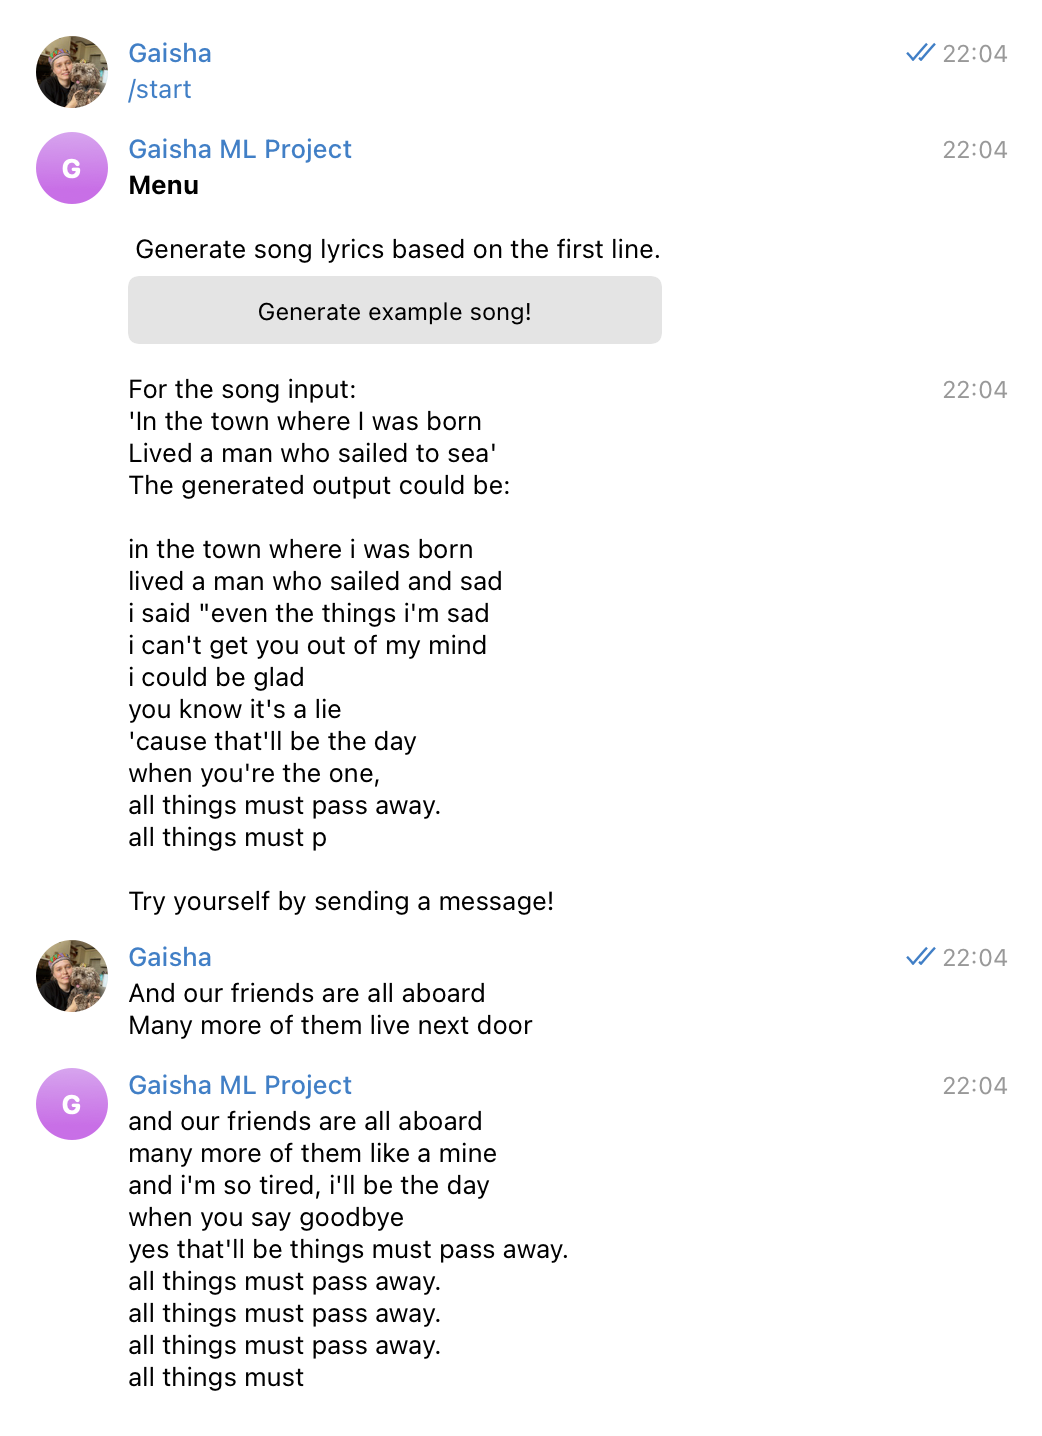 Gaisha 22:04
/start
G
Gaisha ML Project 22:04
Menu
Generate song lyrics based on the first line.
Generate example song!
For the song input: 22:04
'In the town where I was born
Lived a man who sailed to sea'
The generated output could be:
in the town where i was born
lived a man who sailed and sad
i said "even the things i'm sad
i can't get you out of my mind
i could be glad
you know it's a lie
'cause that'll be the day
when you're the one,
all things must pass away.
all things must p
Try yourself by sending a message!
Gaisha 22:04
And our friends are all aboard
Many more of them live next door
G
Gaisha ML Project 22:04
and our friends are all aboard
many more of them like a mine
and i'm so tired, i'll be the day
when you say goodbye
yes that'll be things must pass away.
all things must pass away.
all things must pass away.
all things must pass away.
all things must